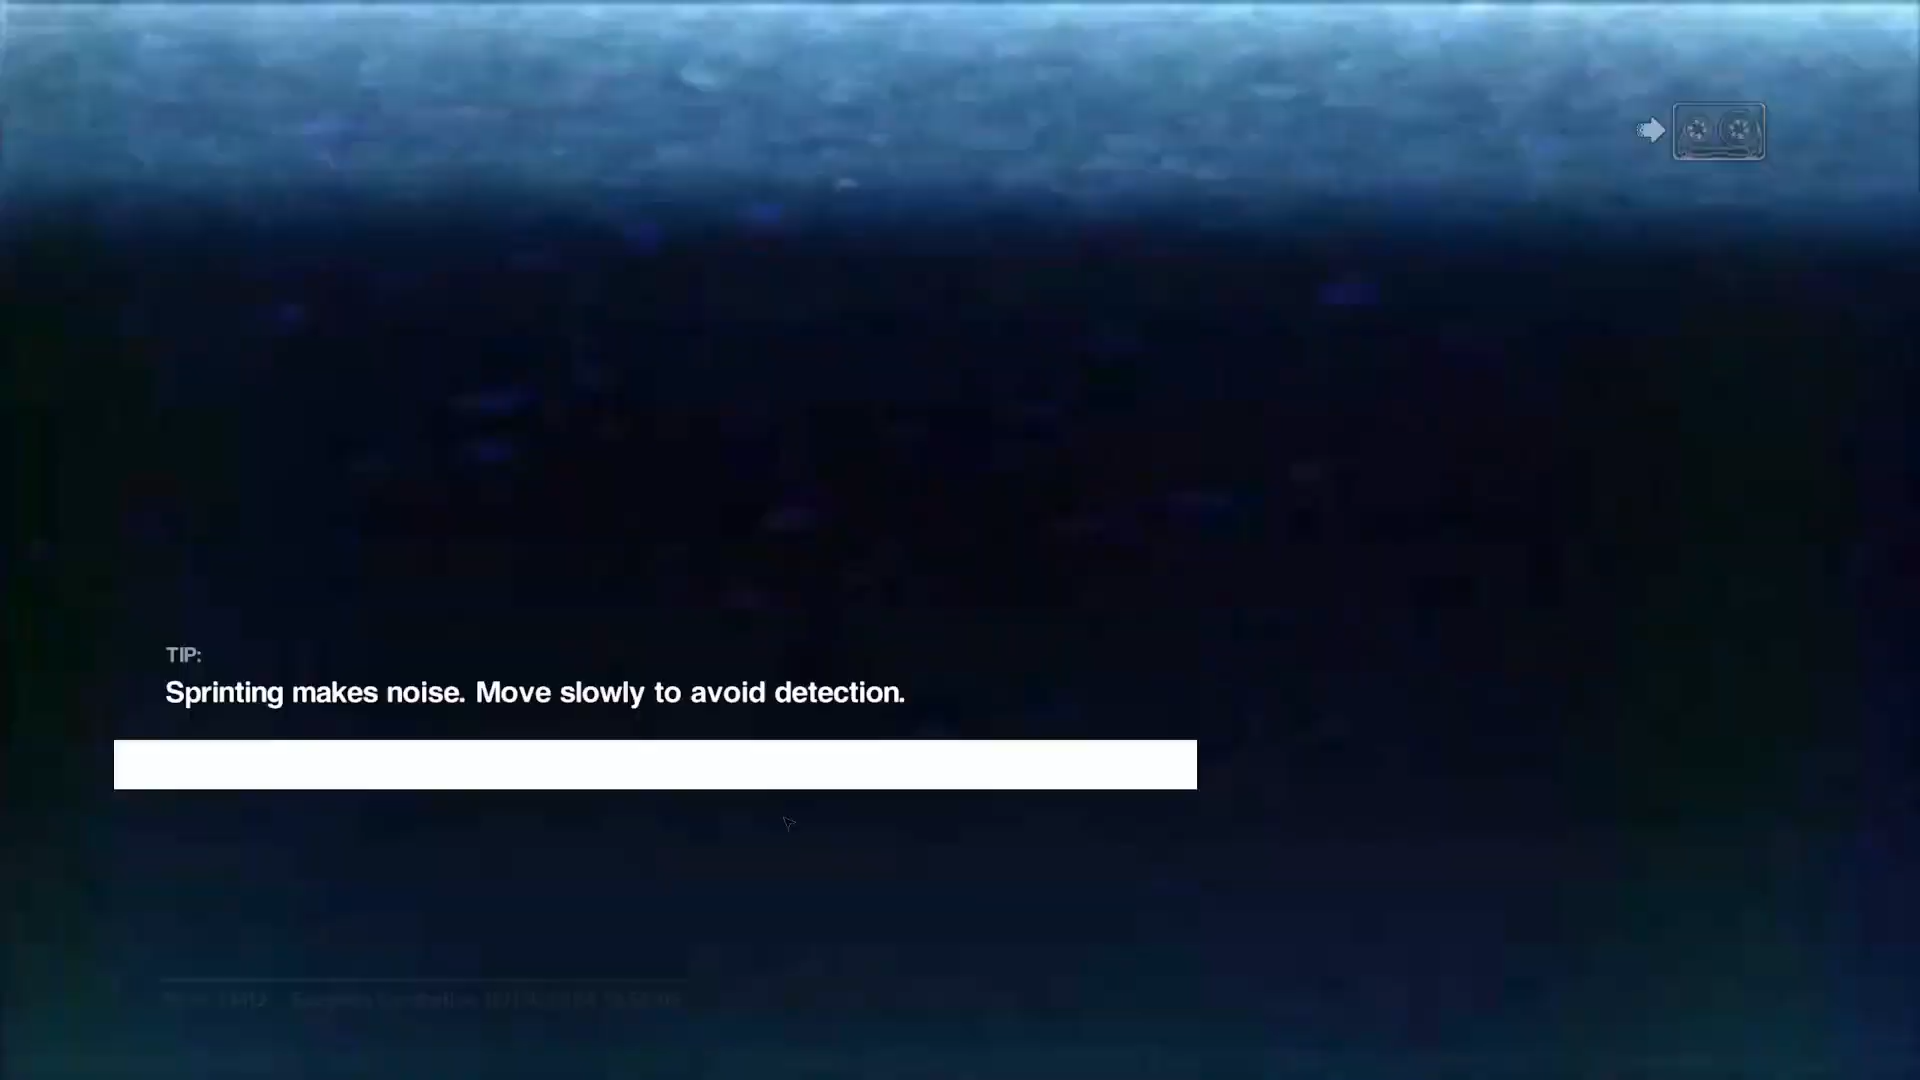 TIP:
Sprinting makes noise. Move slowly to avoid detection.